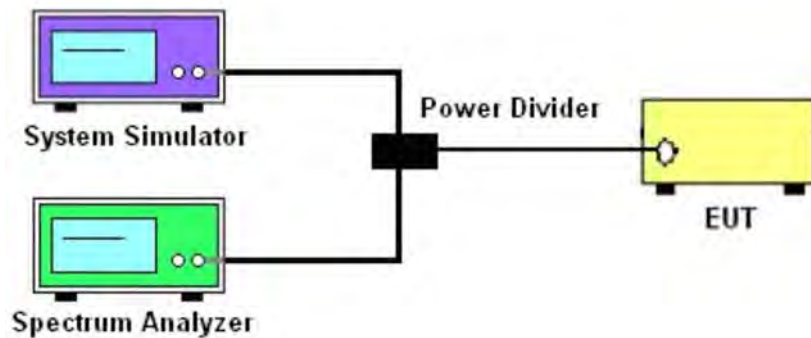 System Simulator
Power Divider
EUT
Spectrum Analyzer